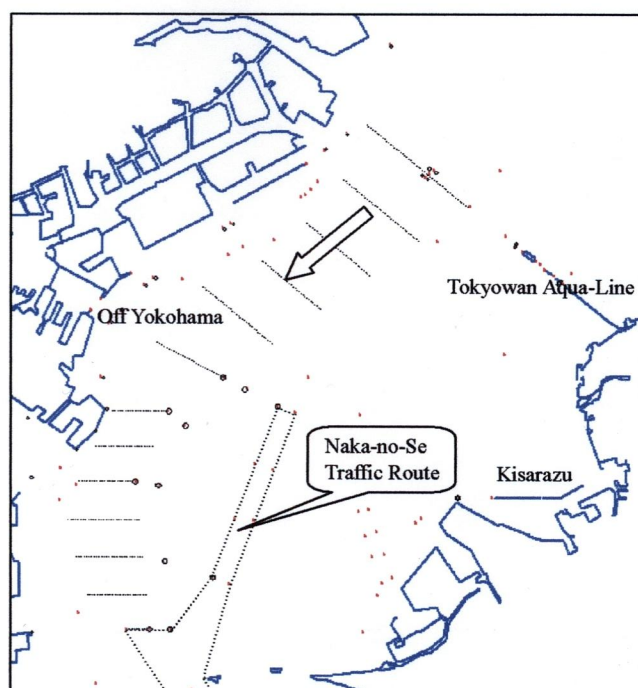 Tokyowan Aqua-Line
Off Yokohama
Naka-no-Se
Traffic Route
Kisarazu